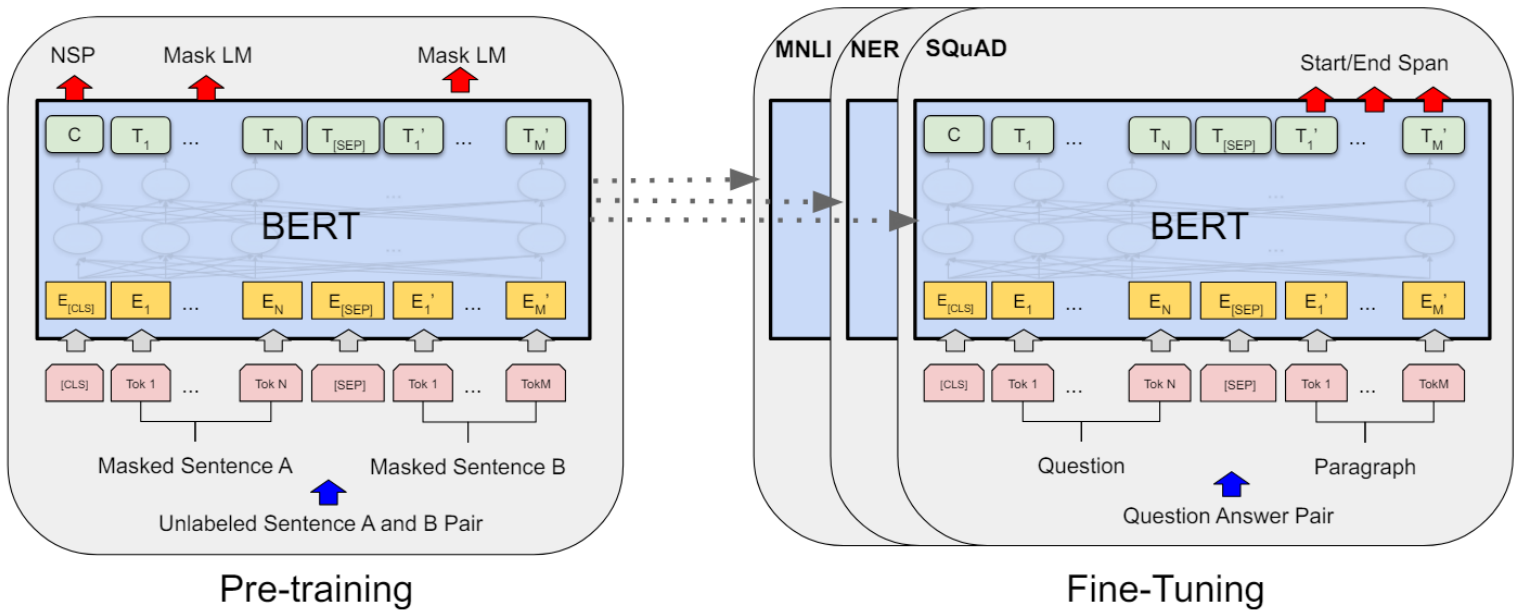 NSP Mask LM Mask LM
C T1 ... TN T[SEP] T1’ ... TM’
...
BERT
...
E[CLS] E1 ... EN E[SEP] E1’ ... EM’
[CLS] Tok 1 ... Tok N [SEP] Tok 1 ... TokM
Masked Sentence A Masked Sentence B
Unlabeled Sentence A and B Pair
Pre-training
MNLI NER SQuAD
Start/End Span
C T1 ... TN T[SEP] T1’ ... TM’
...
BERT
...
E[CLS] E1 ... EN E[SEP] E1’ ... EM’
[CLS] Tok 1 ... Tok N [SEP] Tok 1 ... TokM
Question Paragraph
Question Answer Pair
Fine-Tuning